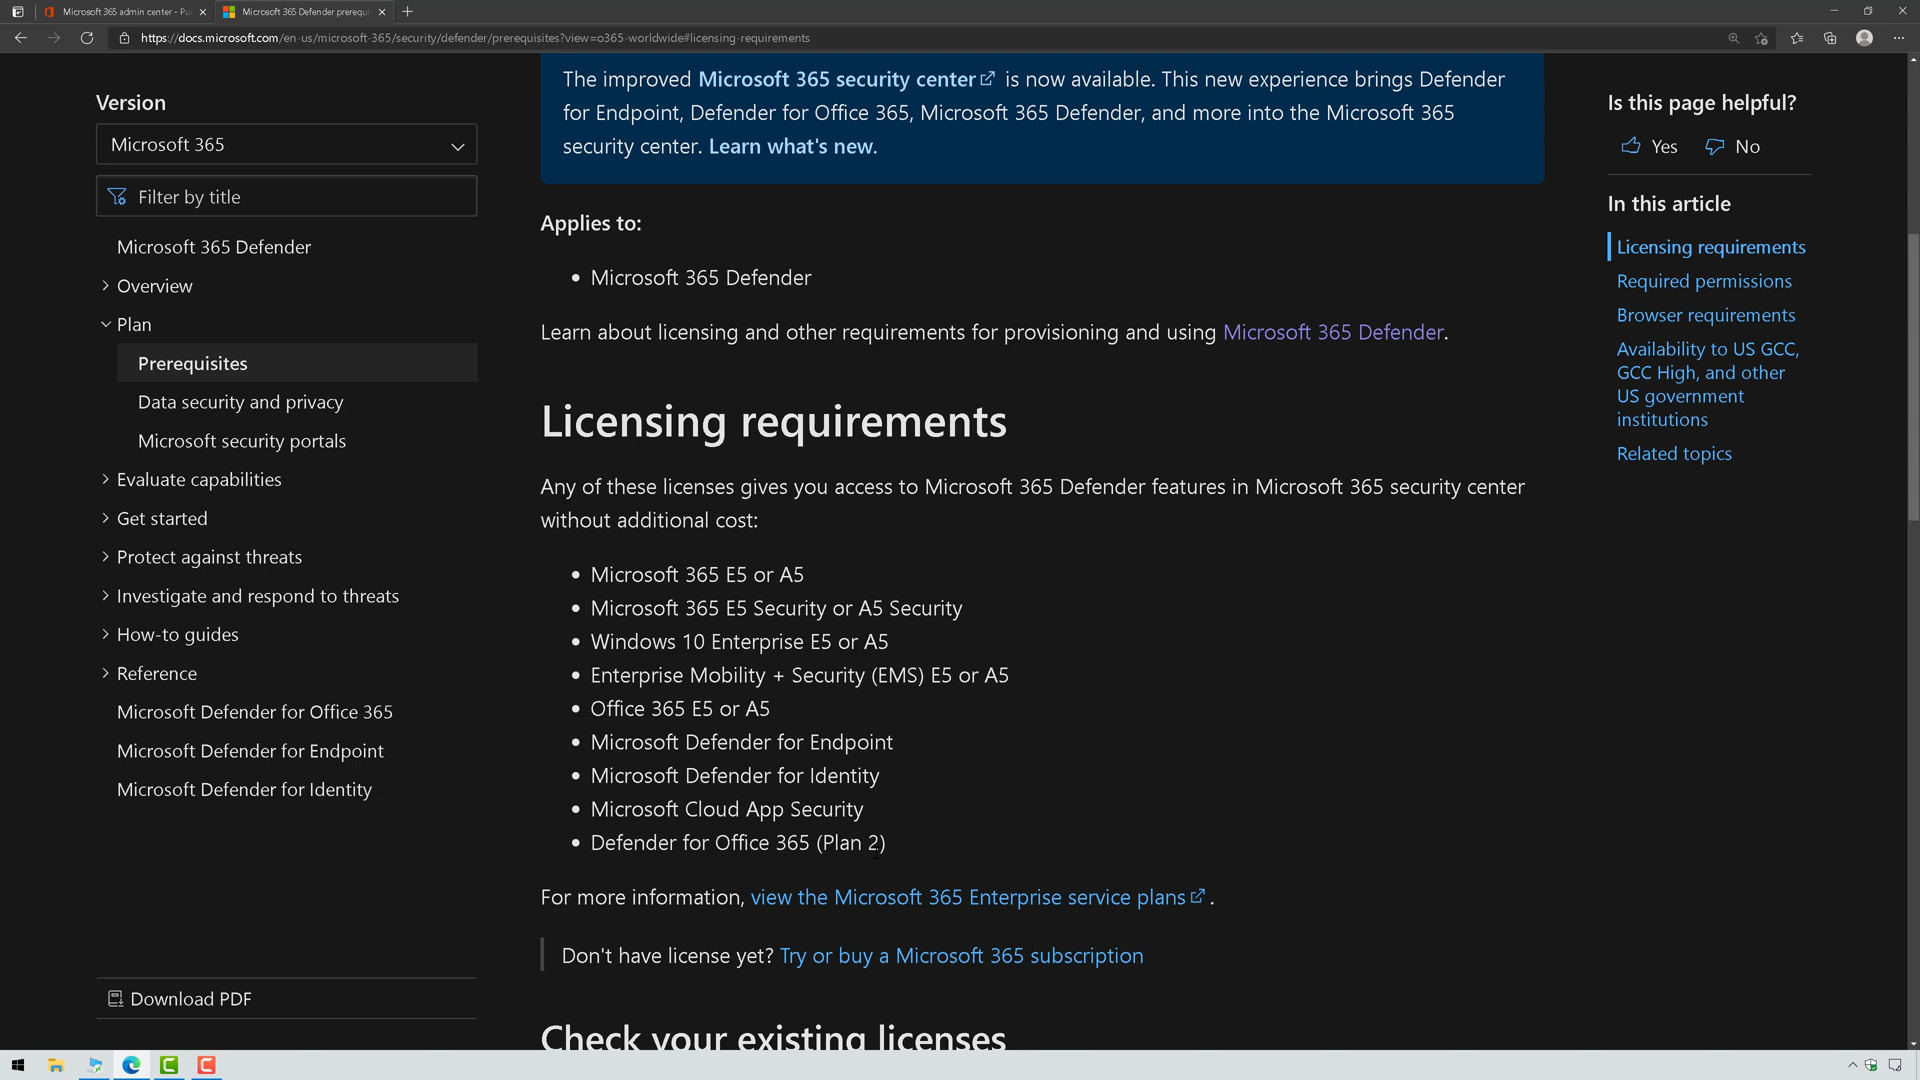 Microsoft 365 admin center - Pu
Microsoft 365 Defender prerequi
https://docs.microsoft.com/en-us/microsoft-365/security/defender/prerequisites?view=o365-worldwide#licensing-requirements
Version
Microsoft 365
Filter by title
Microsoft 365 Defender
Overview
Plan
Prerequisites
Data security and privacy
Microsoft security portals
Evaluate capabilities
Get started
Protect against threats
Investigate and respond to threats
How-to guides
Reference
Microsoft Defender for Office 365
Microsoft Defender for Endpoint
Microsoft Defender for Identity
Download PDF
The improved Microsoft 365 security center is now available. This new experience brings Defender
for Endpoint, Defender for Office 365, Microsoft 365 Defender, and more into the Microsoft 365
security center. Learn what's new.
Applies to:
• Microsoft 365 Defender
Learn about licensing and other requirements for provisioning and using Microsoft 365 Defender.
Licensing requirements
Any of these licenses gives you access to Microsoft 365 Defender features in Microsoft 365 security center
without additional cost:
• Microsoft 365 E5 or A5
• Microsoft 365 E5 Security or A5 Security
• Windows 10 Enterprise E5 or A5
• Enterprise Mobility + Security (EMS) E5 or A5
• Office 365 E5 or A5
• Microsoft Defender for Endpoint
• Microsoft Defender for Identity
• Microsoft Cloud App Security
• Defender for Office 365 (Plan 2)
For more information, view the Microsoft 365 Enterprise service plans .
Don't have license yet? Try or buy a Microsoft 365 subscription
Check your existing licenses
Is this page helpful?
Yes No
In this article
Licensing requirements
Required permissions
Browser requirements
Availability to US GCC,
GCC High, and other
US government
institutions
Related topics